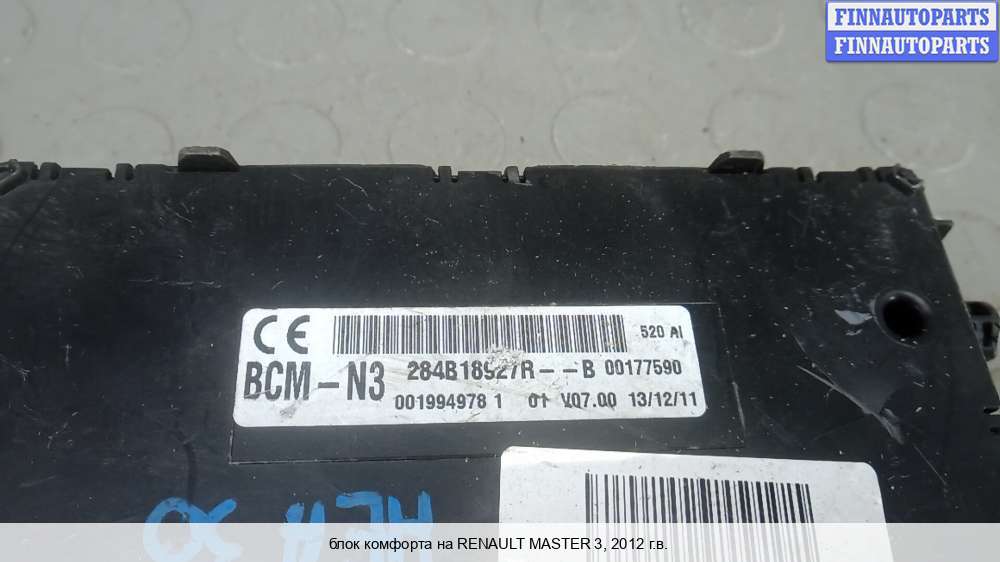 FINNAUTOPARTS
FINNAUTOPARTS
CE 520 AI
BCM-N3 284B18927R--B 00177590
001994978 1 01 V07.00 13/12/11
блок комфорта на RENAULT MASTER 3, 2012 г.в.